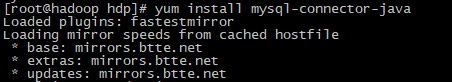 [root@hadoop hdp]# yum install mysql-connector-java
Loaded plugins: fastestmirror
Loading mirror speeds from cached hostfile
 * base: mirrors.btte.net
 * extras: mirrors.btte.net
 * updates: mirrors.btte.net